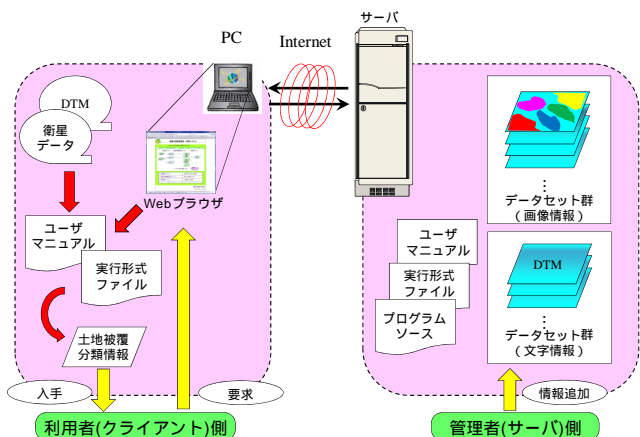 サーバ
PC
Internet
DTM
衛星
データ
Webブラウザ
ユーザ
マニュアル
実行形式
ファイル
土地被覆
分類情報
入手
要求
利用者(クライアント)側
ユーザ
マニュアル
実行形式
ファイル
プログラム
ソース
…
データセット群
(画像情報)
DTM
…
データセット群
(文字情報)
情報追加
管理者(サーバ)側